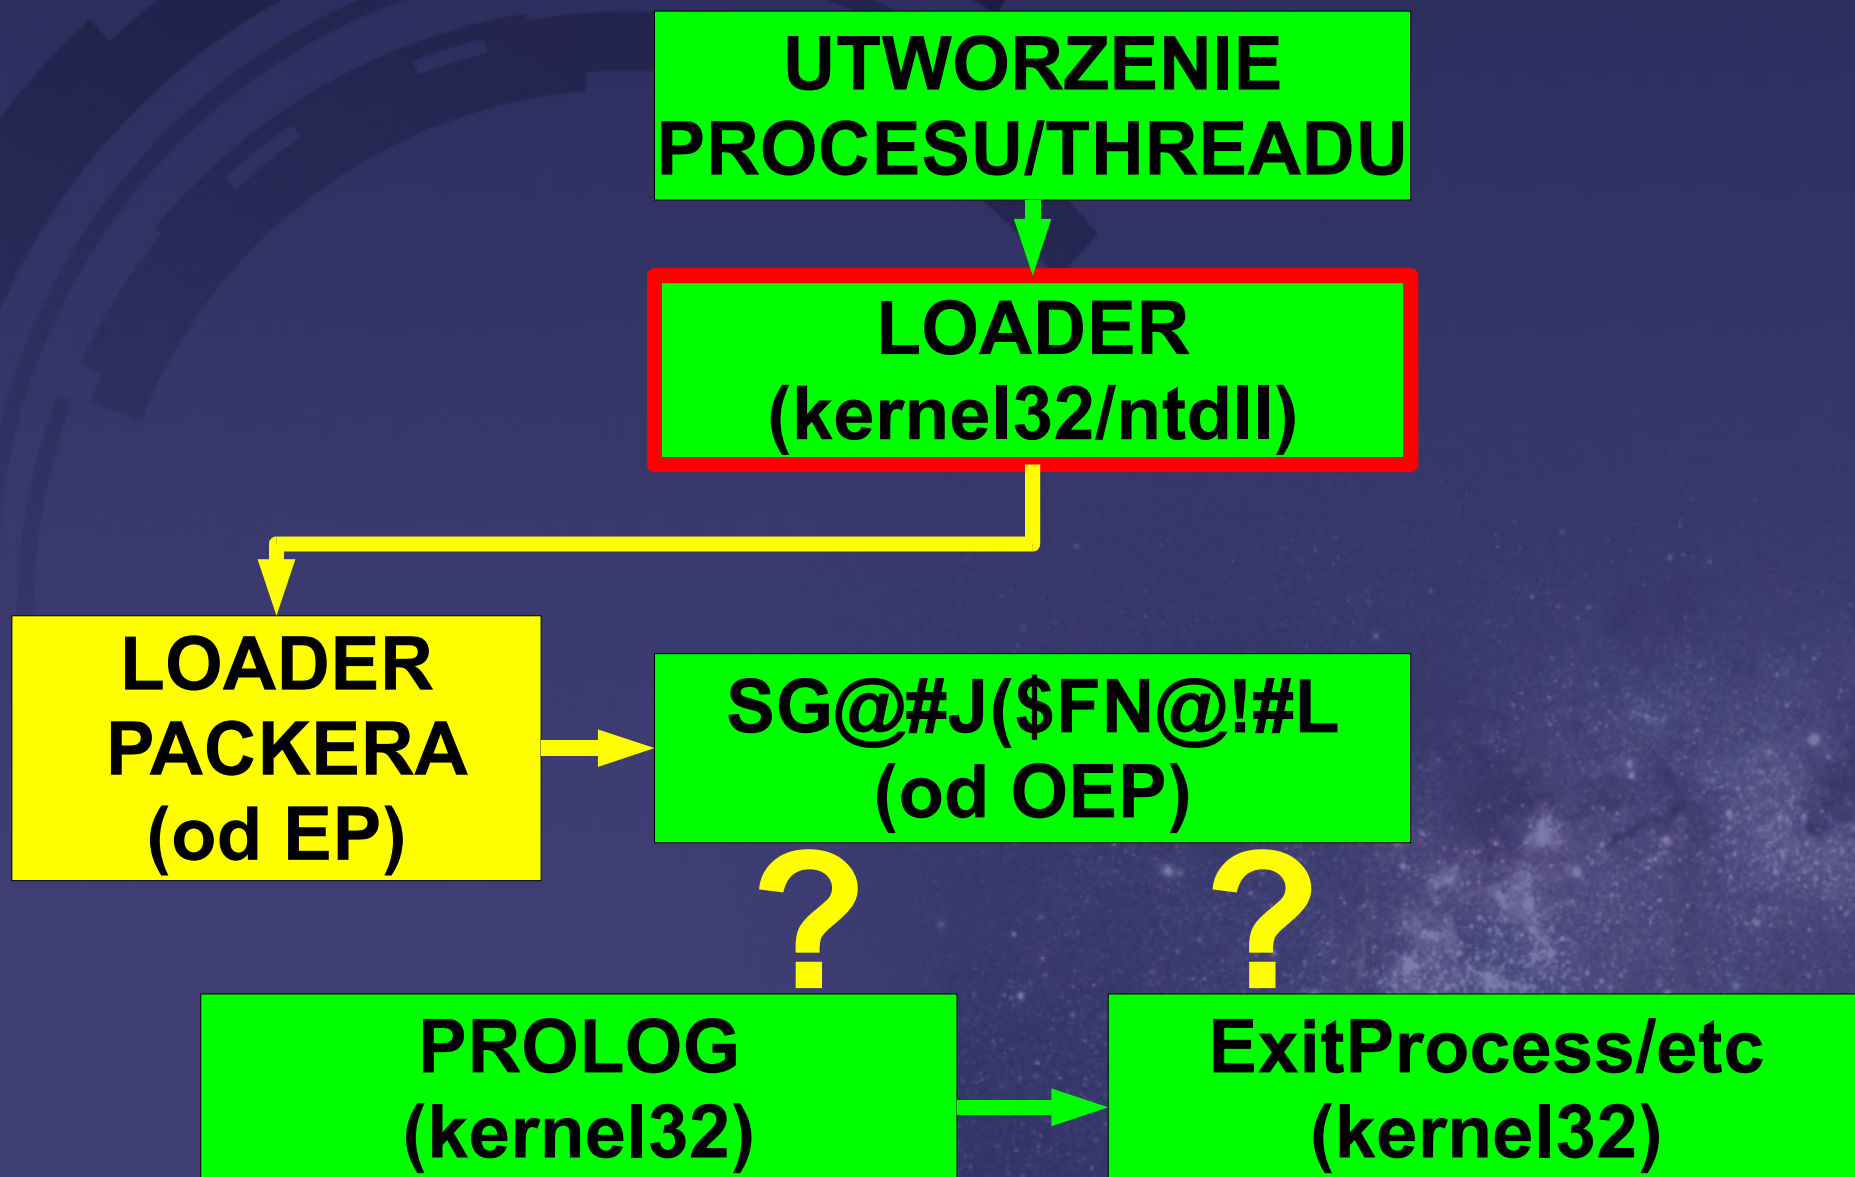 UTWORZENIE
PROCESU/THREADU
LOADER
(kernel32/ntdll)
LOADER
PACKERA
(od EP)
SG@#J($FN@!#L
(od OEP)
?
?
PROLOG
(kernel32)
ExitProcess/etc
(kernel32)